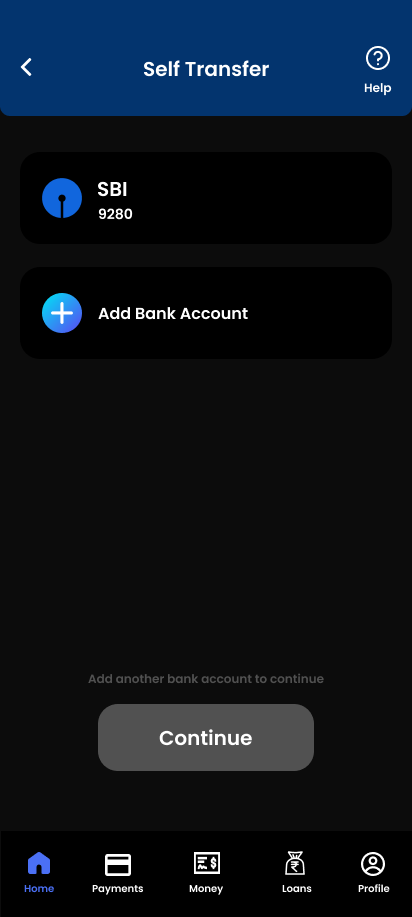 Self Transfer
Help
SBI
9280
Add Bank Account
Add another bank account to continue
Continue
Home
Payments
Money
Loans
Profile